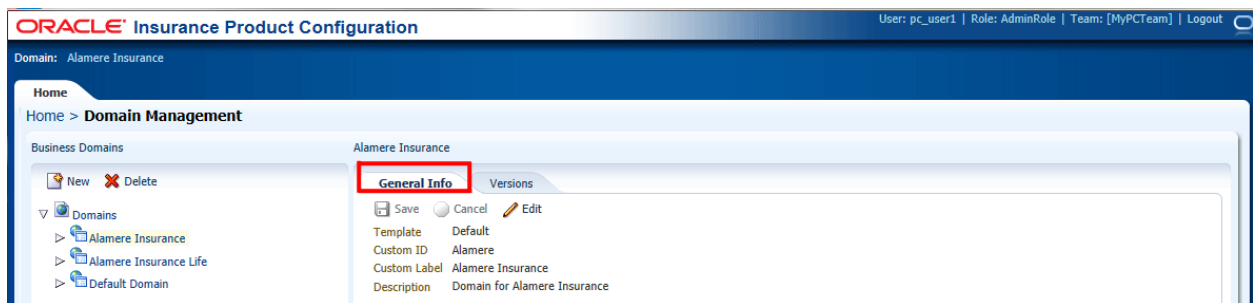 ORACLE Insurance Product Configuration
User: pc_user1 | Role: AdminRole | Team: [MyPCTeam] | Logout
Domain: Alamere Insurance
Home
Home > Domain Management
Business Domains
New Delete
Domains
Alamere Insurance
Alamere Insurance Life
Default Domain
Alamere Insurance
General Info Versions
Save Cancel Edit
Template Default
Custom ID Alamere
Custom Label Alamere Insurance
Description Domain for Alamere Insurance